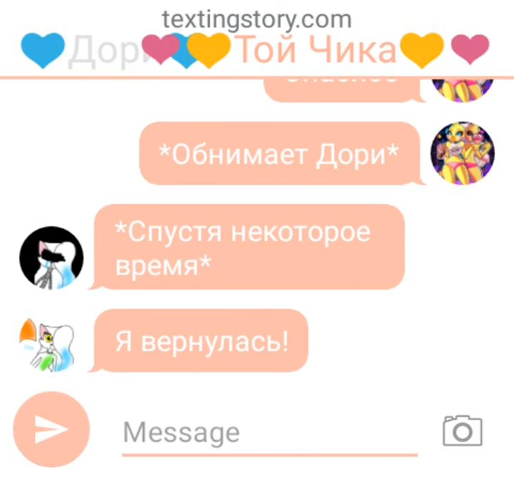 textingstory.com
Дори Той Чика
*Обнимает Дори*
*Спустя некоторое
время*
Я вернулась!
Message